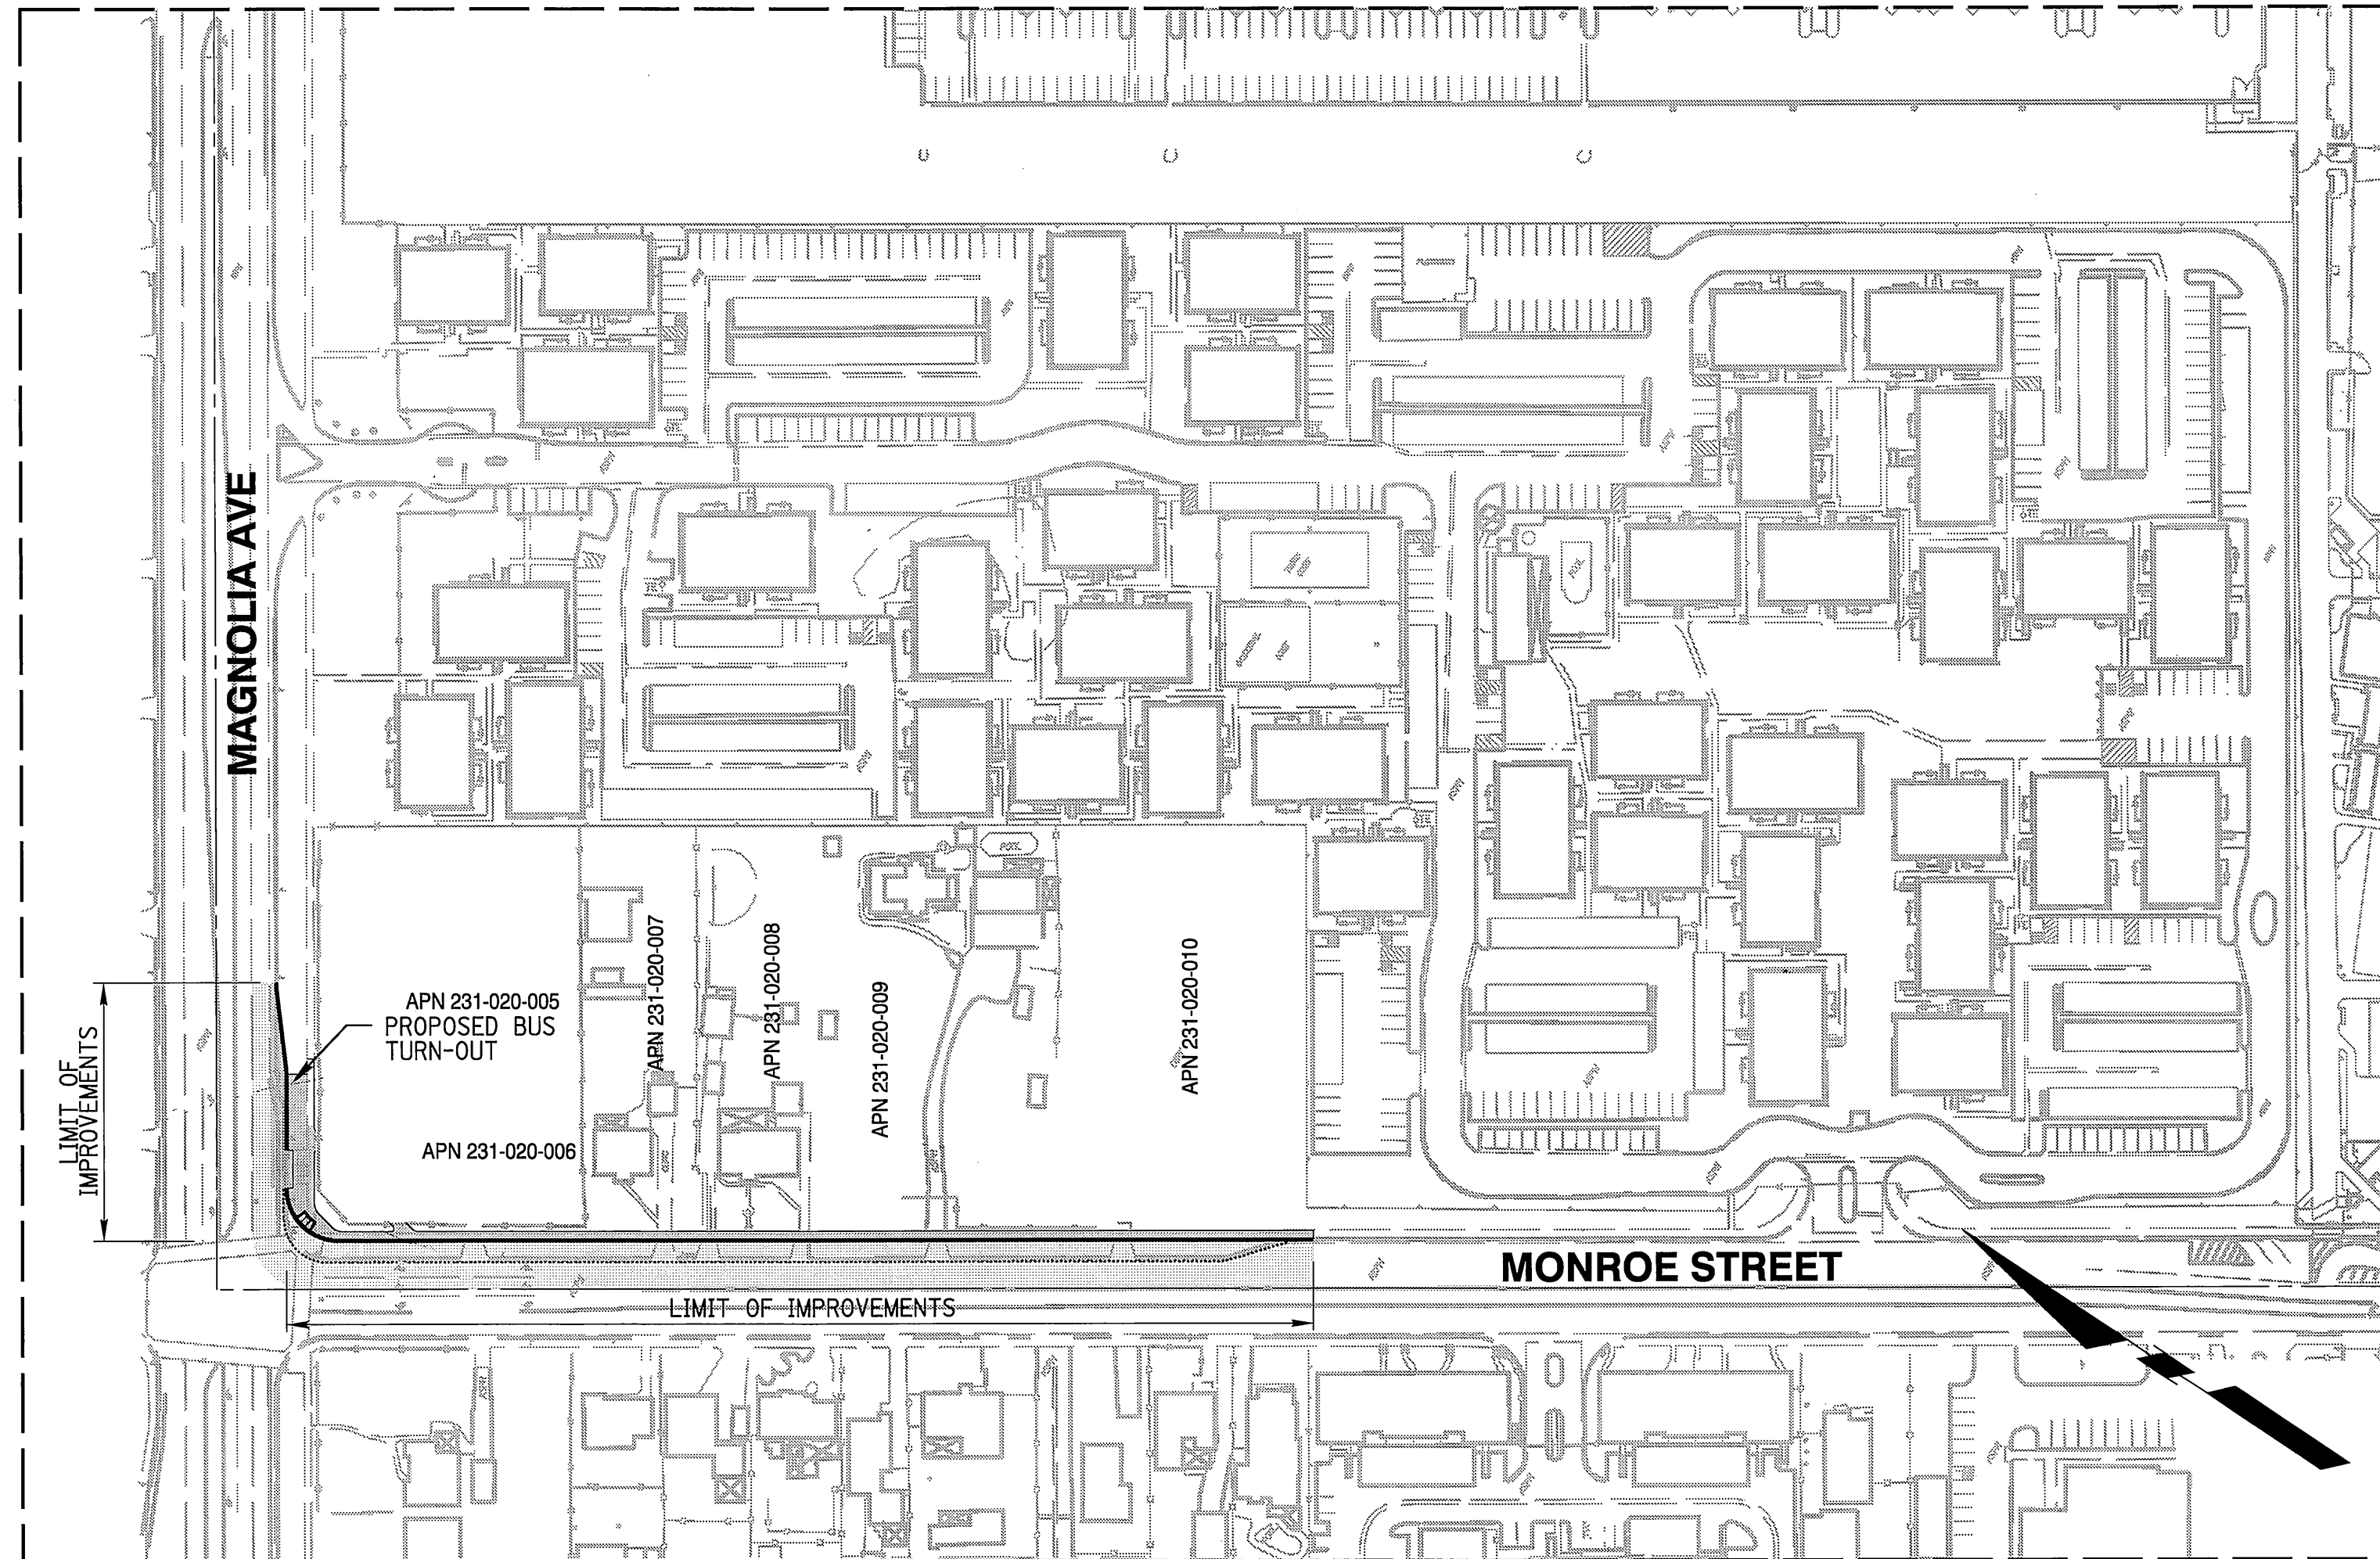 MAGNOLIA AVE
POOL
POOL
APN 231-020-007
APN 231-020-008
APN 231-020-009
APN 231-020-010
APN 231-020-005
PROPOSED BUS
TURN-OUT
LIMIT OF
IMPROVEMENTS
APN 231-020-006
MONROE STREET
LIMIT OF IMPROVEMENTS